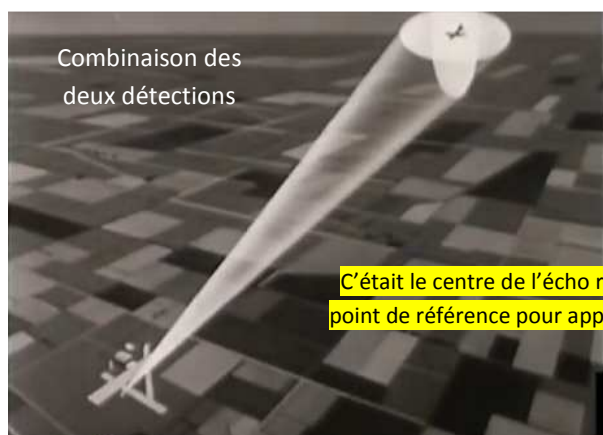 Combinaison des
deux détections
C'était le centre de l'écho
point de référence pour